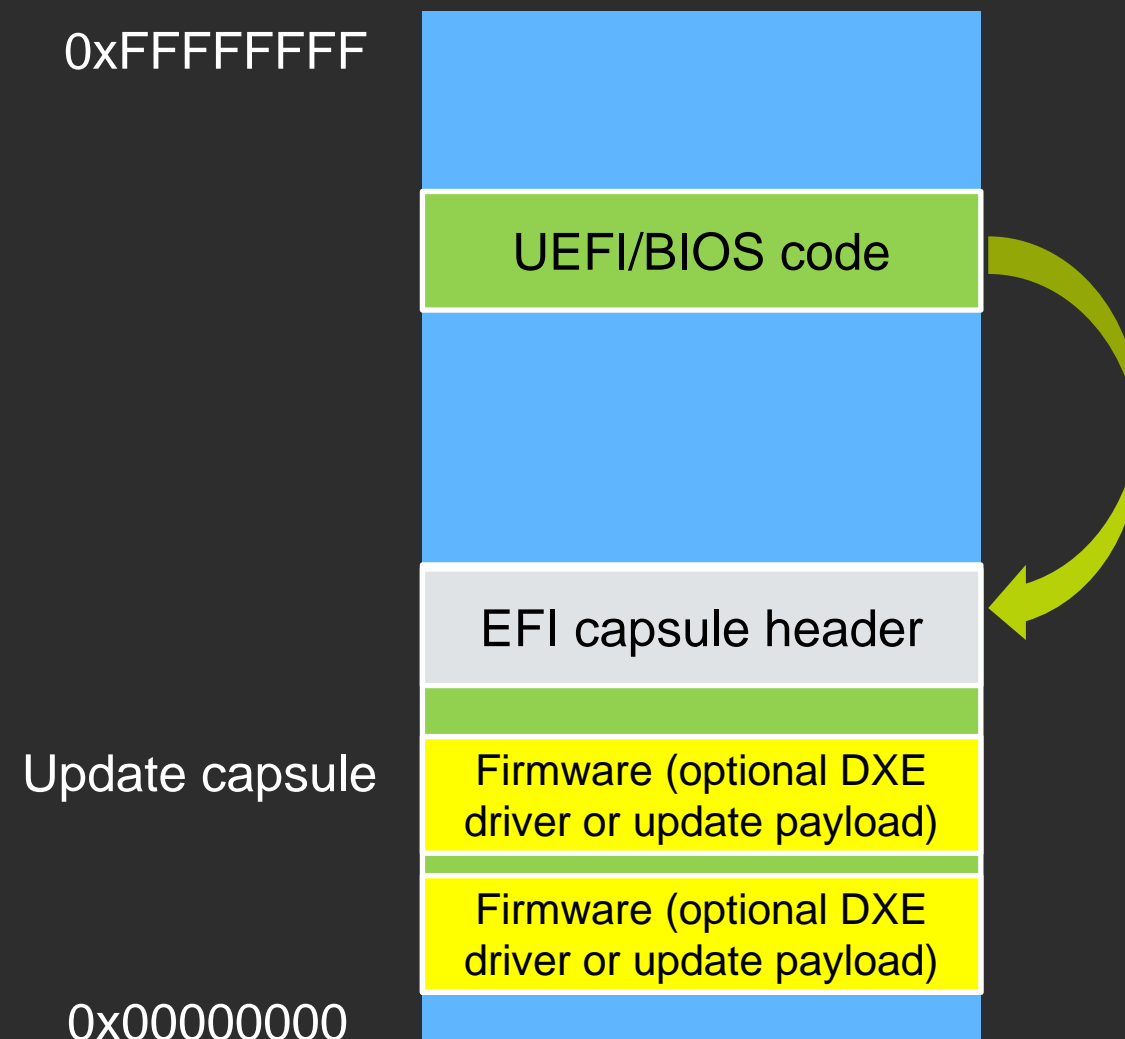 0xFFFFFFFF
UEFI/BIOS code
EFI capsule header
Update capsule
Firmware (optional DXE
driver or update payload)
Firmware (optional DXE
driver or update payload)
0x00000000